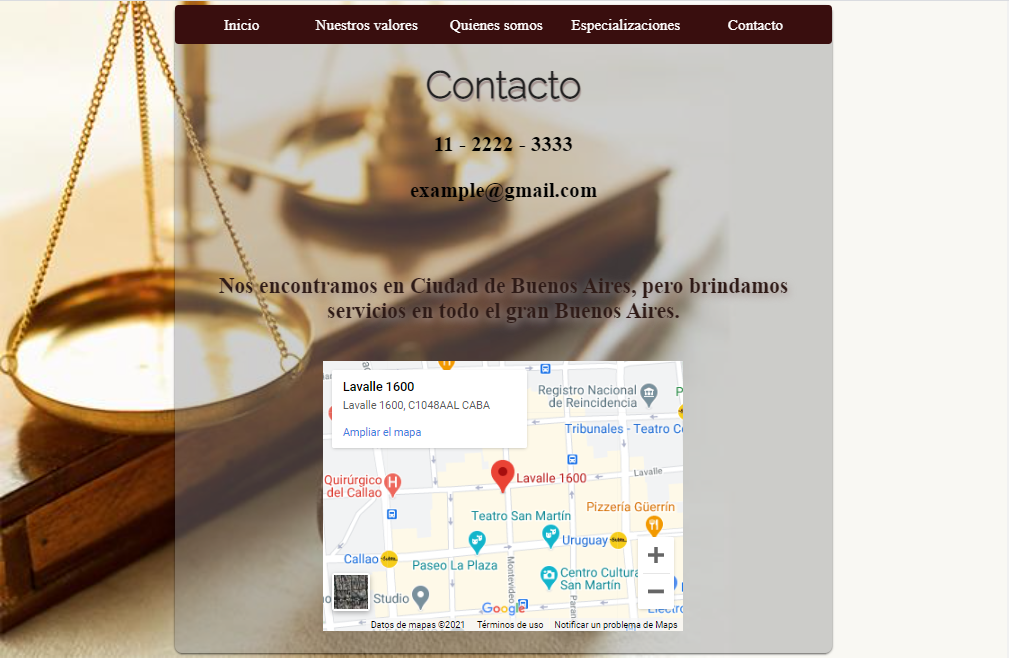 Inicio Nuestros valores Quienes somos Especializaciones Contacto
Contacto
11 - 2222 - 3333
example@gmail.com
Nos encontramos en Ciudad de Buenos Aires, pero brindamos
servicios en todo el gran Buenos Aires.
Lavalle 1600
Lavalle 1600, C1048AAL CABA
Ampliar el mapa
Registro Nacional
de Reincidencia
Tribunales - Teatro C
Lavalle
Quirúrgico
del Callao
Lavalle 1600
Pizzería Güerrín
Teatro San Martín
Uruguay
Callao
Paseo La Plaza
Montevideo
Centro Cultura
San Martín
Studio
Paran
Google
Datos de mapas ©2021 Términos de uso Notificar un problema de Maps